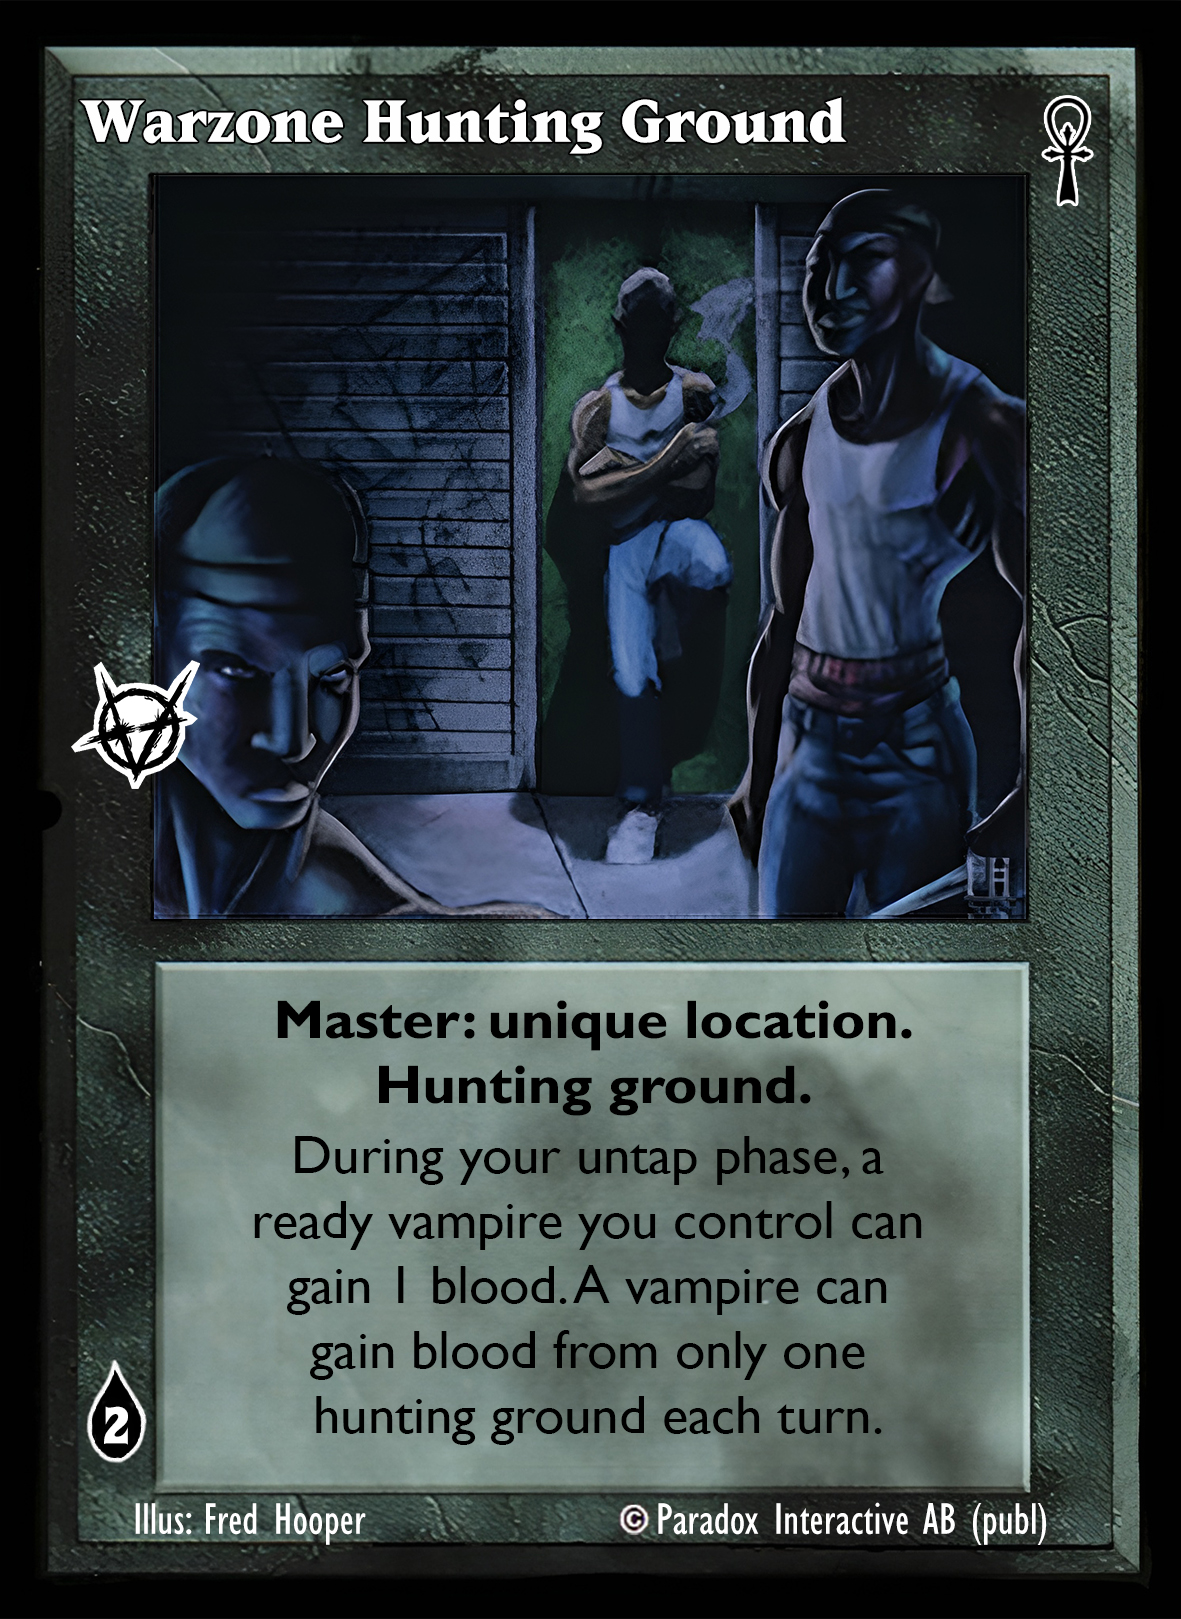 Warzone Hunting Ground
Master: unique location.
Hunting ground.
During your untap phase, a
ready vampire you control can
gain 1 blood. A vampire can
gain blood from only one
hunting ground each turn.
2
Illus: Fred Hooper © Paradox Interactive AB (publ)